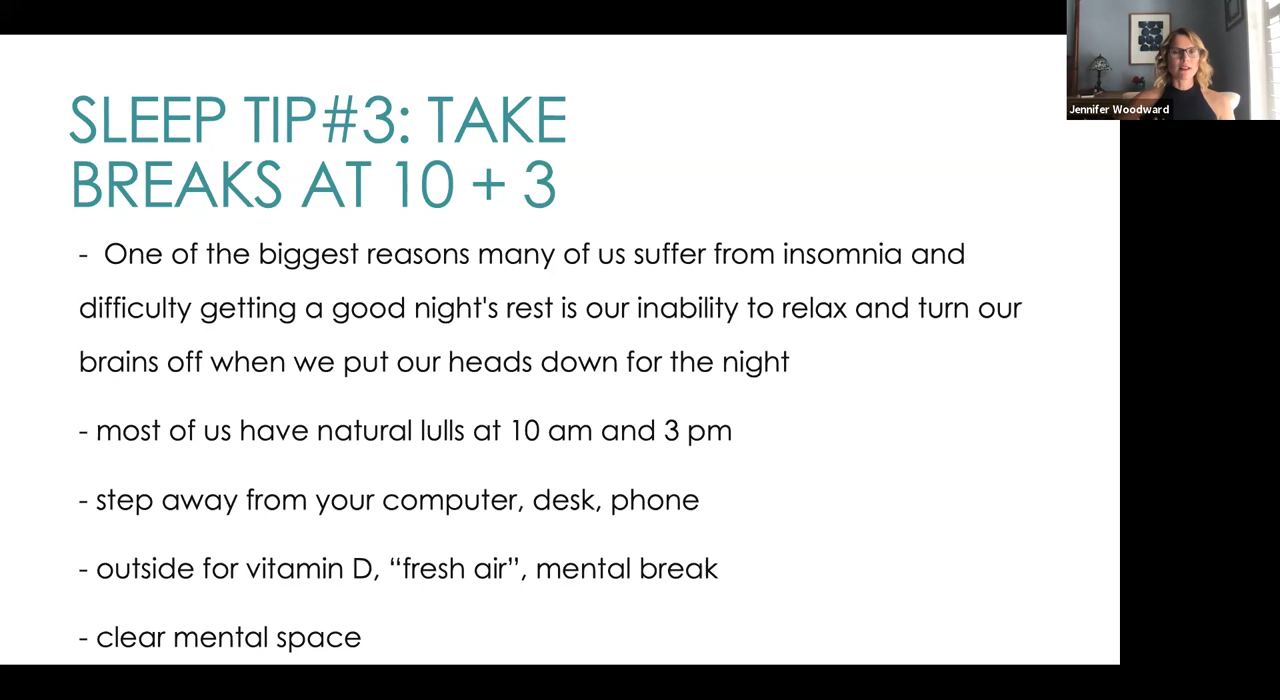 SLEEP TIP#3: TAKE
BREAKS AT 10 + 3
- One of the biggest reasons many of us suffer from insomnia and
difficulty getting a good night's rest is our inability to relax and turn our
brains off when we put our heads down for the night
- most of us have natural lulls at 10 am and 3 pm
- step away from your computer, desk, phone
- outside for vitamin D, “fresh air”, mental break
- clear mental space
Jennifer Woodward